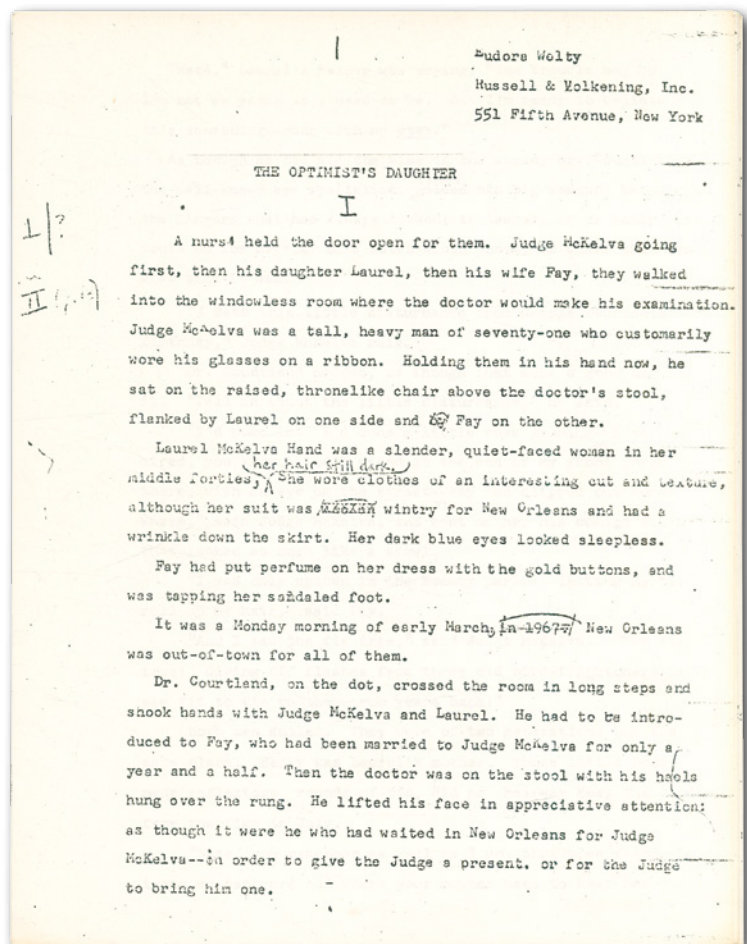 1
Eudora Welty
Russell & Volkening, Inc.
551 Fifth Avenue, New York
THE OPTIMIST'S DAUGHTER
I
I/?
II
A nurse held the door open for them. Judge McKelva going
first, then his daughter Laurel, then his wife Fay, they walked
into the windowless room where the doctor would make his examination.
Judge McKelva was a tall, heavy man of seventy-one who customarily
wore his glasses on a ribbon. Holding them in his hand now, he
sat on the raised, thronelike chair above the doctor's stool,
flanked by Laurel on one side and by Fay on the other.
Laurel McKelva Hand was a slender, quiet-faced woman in her
her hair still dark.
middle forties, She wore clothes of an interesting cut and texture,
although her suit was wintry for New Orleans and had a
wrinkle down the skirt. Her dark blue eyes looked sleepless.
Fay had put perfume on her dress with the gold buttons, and
was tapping her sandaled foot.
It was a Monday morning of early March, in 1967; New Orleans
was out-of-town for all of them.
Dr. Courtland, on the dot, crossed the room in long steps and
shook hands with Judge McKelva and Laurel. He had to be intro-
duced to Fay, who had been married to Judge McKelva for only a
year and a half. Then the doctor was on the stool with his heels
hung over the rung. He lifted his face in appreciative attention:
as though it were he who had waited in New Orleans for Judge
McKelva--in order to give the Judge a present, or for the Judge
to bring him one.